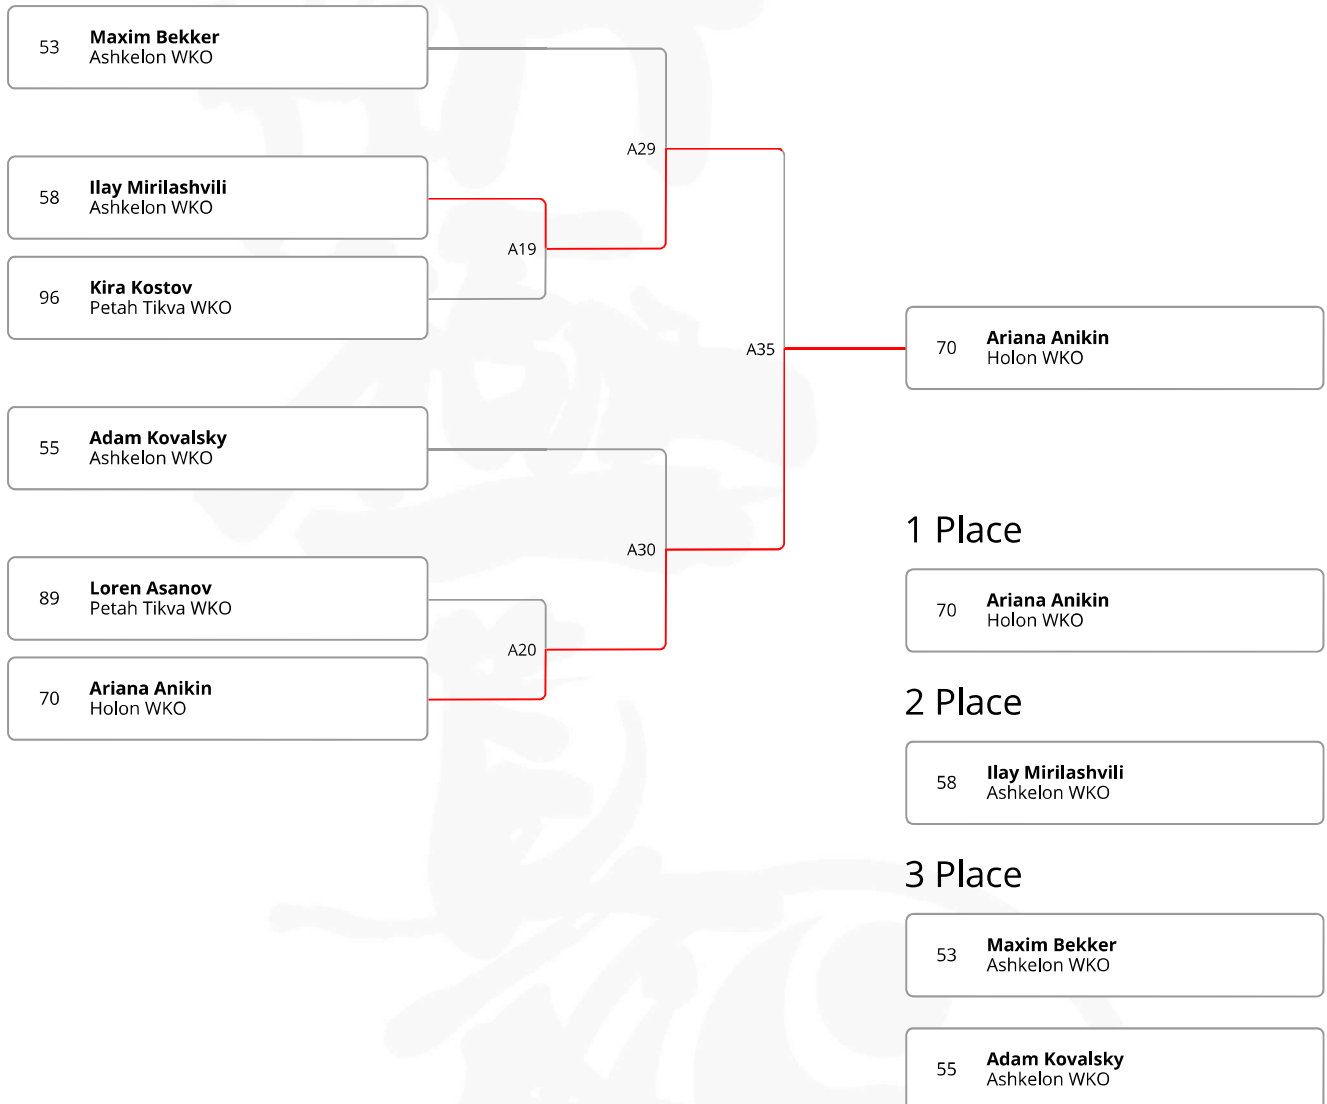 53
Maxim Bekker
Ashkelon WKO
A29
58
Ilay Mirilashvili
Ashkelon WKO
A19
96
Kira Kostov
Petah Tikva WKO
A35
70
Ariana Anikin
Holon WKO
55
Adam Kovalsky
Ashkelon WKO
A30
89
Loren Asanov
Petah Tikva WKO
A20
70
Ariana Anikin
Holon WKO
1 Place
70
Ariana Anikin
Holon WKO
2 Place
58
Ilay Mirilashvili
Ashkelon WKO
3 Place
53
Maxim Bekker
Ashkelon WKO
55
Adam Kovalsky
Ashkelon WKO